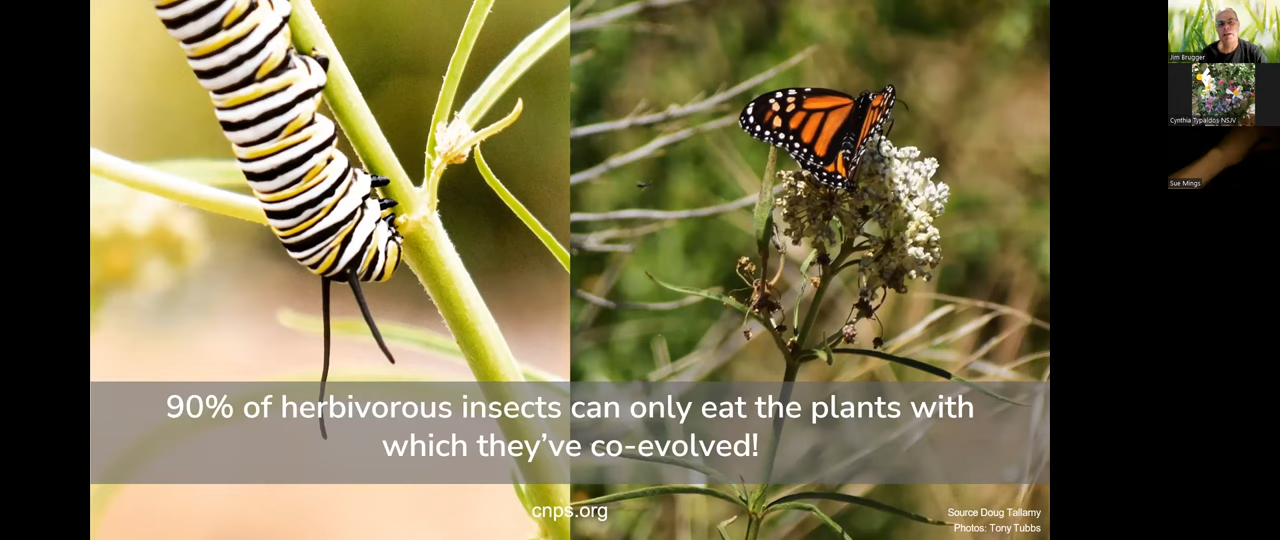 90% of herbivorous insects can only eat the plants with
which they've co-evolved!
cnps.org
Source Doug Tallamy
Photos: Tony Tubbs
Jim Brugger
Cynthia Typaldos NSJV
Sue Mings